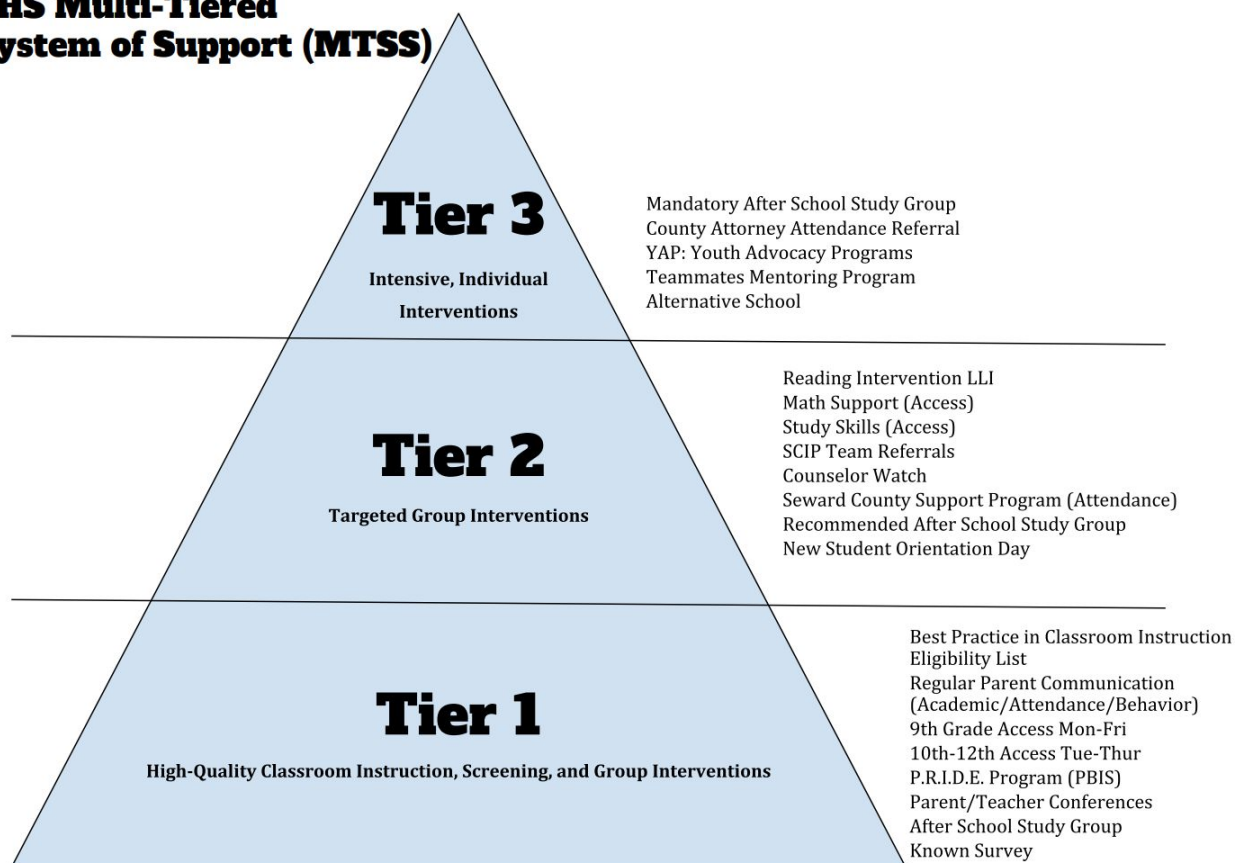 HS Multi-Tiered
ystem of Support (MTSS)
Tier 3
Intensive, Individual
Interventions
Mandatory After School Study Group
County Attorney Attendance Referral
YAP: Youth Advocacy Programs
Teammates Mentoring Program
Alternative School
Tier 2
Targeted Group Interventions
Reading Intervention LLI
Math Support (Access)
Study Skills (Access)
SCIP Team Referrals
Counselor Watch
Seward County Support Program (Attendance)
Recommended After School Study Group
New Student Orientation Day
Tier 1
High-Quality Classroom Instruction, Screening, and Group Interventions
Best Practice in Classroom Instruction
Eligibility List
Regular Parent Communication
(Academic/Attendance/Behavior)
9th Grade Access Mon-Fri
10th-12th Access Tue-Thur
P.R.I.D.E. Program (PBIS)
Parent/Teacher Conferences
After School Study Group
Known Survey